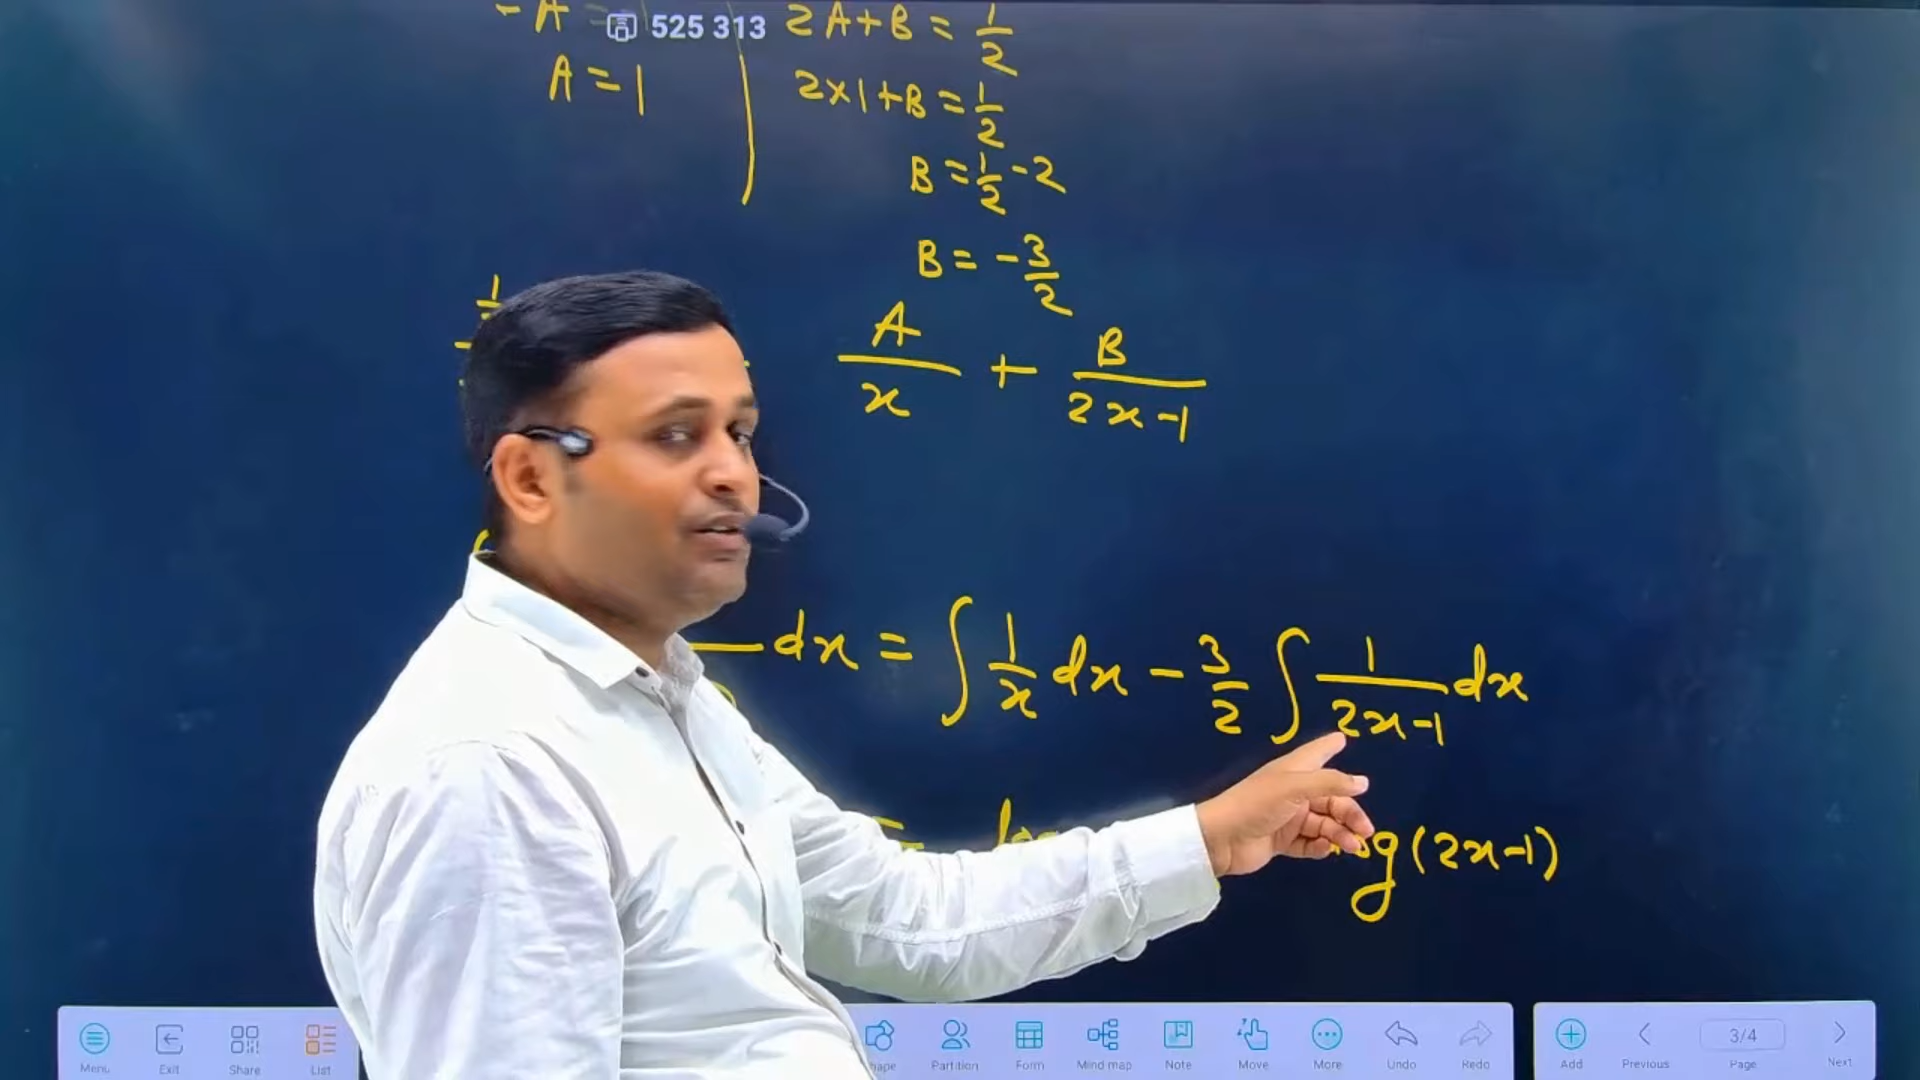 -A = 1
525 313
2A+B = 1/2
A = 1
2×1+B = 1/2
B = 1/2 - 2
B = -3/2
A/x + B/(2x-1)
dx = ∫ 1/x dx - 3/2 ∫ 1/(2x-1) dx
= log
log(2x-1)
Menu
Exit
Share
List
Partition
Form
Mind map
Note
Move
More
Undo
Redo
Add
Previous
3/4
Page
Next